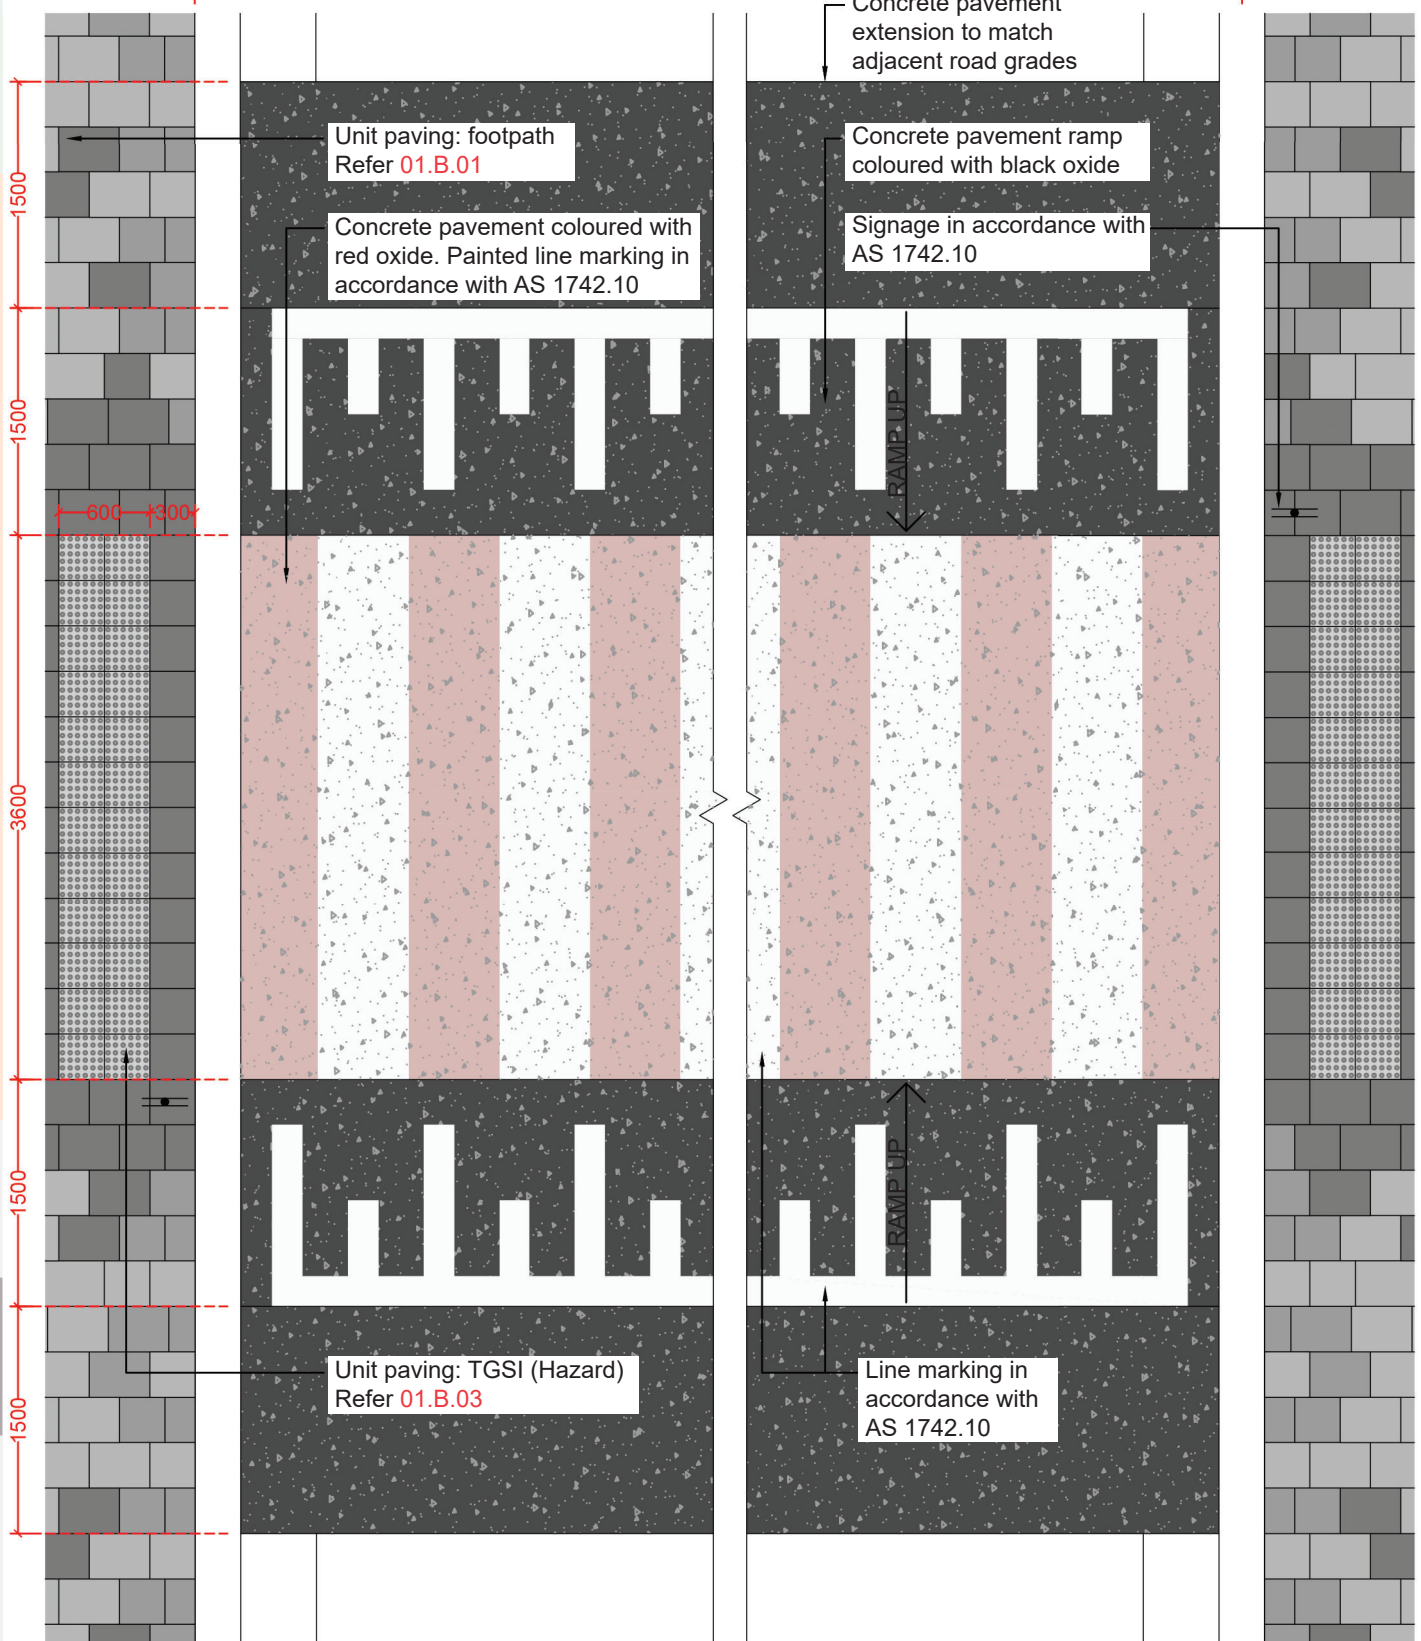 Concrete pavement
extension to match
adjacent road grades
Unit paving: footpath
Refer 01.B.01
Concrete pavement ramp
coloured with black oxide
1500
Concrete pavement coloured with
red oxide. Painted line marking in
accordance with AS 1742.10
Signage in accordance with
AS 1742.10
1500
RAMP UP
600
300
3600
1500
RAMP UP
Unit paving: TGSI (Hazard)
Refer 01.B.03
Line marking in
accordance with
AS 1742.10
1500